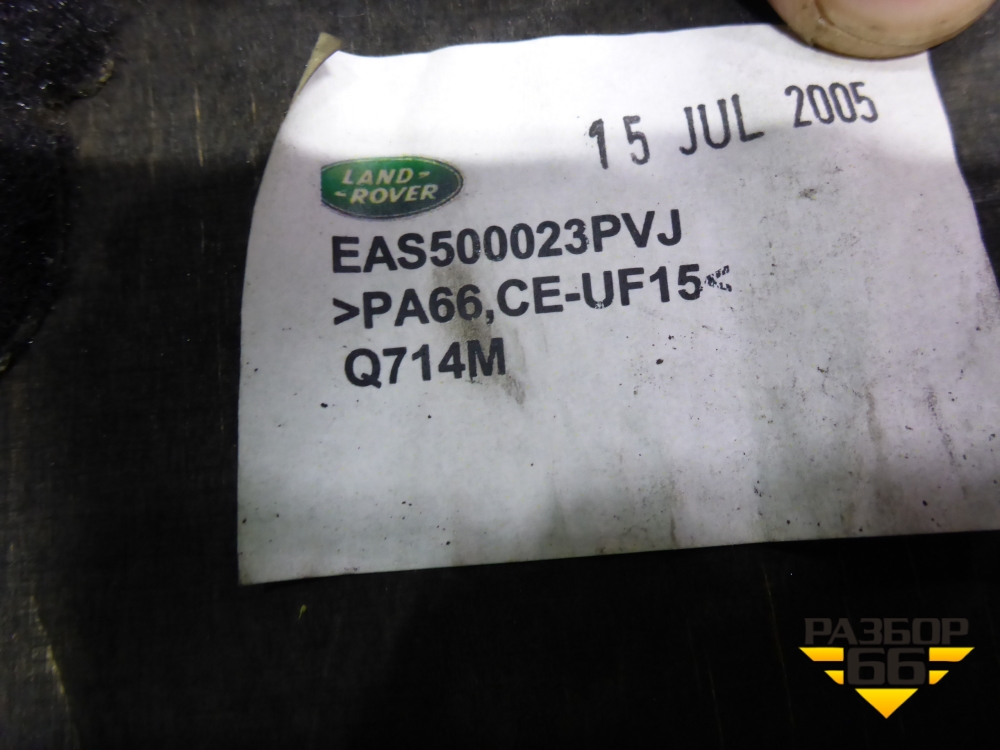 15 JUL 2005
LAND-
-ROVER
EAS500023PVJ
>PA66,CE-UF15<
Q714M
РАЗБОР
66